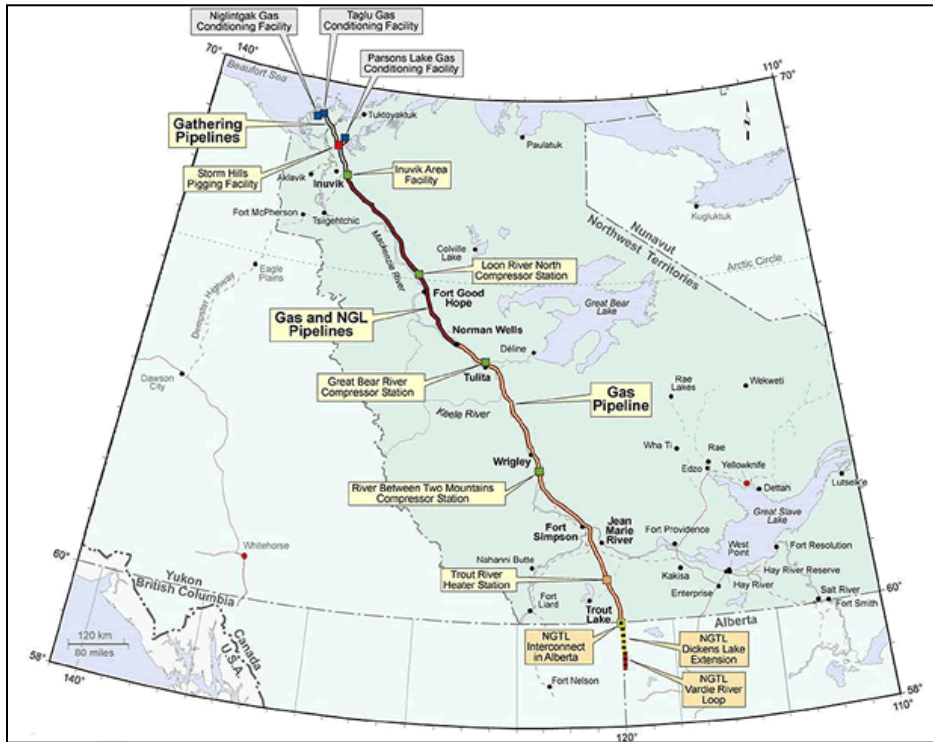 Niglintgak Gas
Conditioning Facility
Taglu Gas
Conditioning Facility
Parsons Lake Gas
Conditioning Facility
70°
140°
110°
70°
Beaufort Sea
Tuktoyaktuk
Paulatuk
Gathering
Pipelines
Storm Hills
Pigging Facility
Aklavik
Inuvik
Inuvik Area
Facility
Fort McPherson
Tsiigehtchic
Kugluktuk
Nunavut
Northwest Territories
Arctic Circle
Mackenzie River
Colville
Lake
Eagle
Plains
Dempster Highway
Loon River North
Compressor Station
Fort Good
Hope
Great Bear
Lake
Gas and NGL
Pipelines
Norman Wells
Déline
Tulita
Great Bear River
Compressor Station
Dawson
City
Keele River
Gas
Pipeline
Rae
Lakes
Wekweti
Wha Ti
Rae
Edzo
Yellowknife
Dettah
Lutselk'e
Wrigley
River Between Two Mountains
Compressor Station
Great Slave
Lake
Fort
Simpson
Jean
Marie
River
Fort Providence
West
Point
Fort Resolution
Whitehorse
Nahanni Butte
Trout River
Heater Station
Kakisa
Hay River Reserve
Hay River
Enterprise
Salt River
Fort Smith
60°
60°
Yukon
British Columbia
Fort
Liard
Trout
Lake
Alberta
NGTL
Interconnect
in Alberta
NGTL
Dickens Lake
Extension
NGTL
Vardie River
Loop
Fort Nelson
120 km
80 miles
Canada
U.S.A.
58°
140°
120°
58°
110°